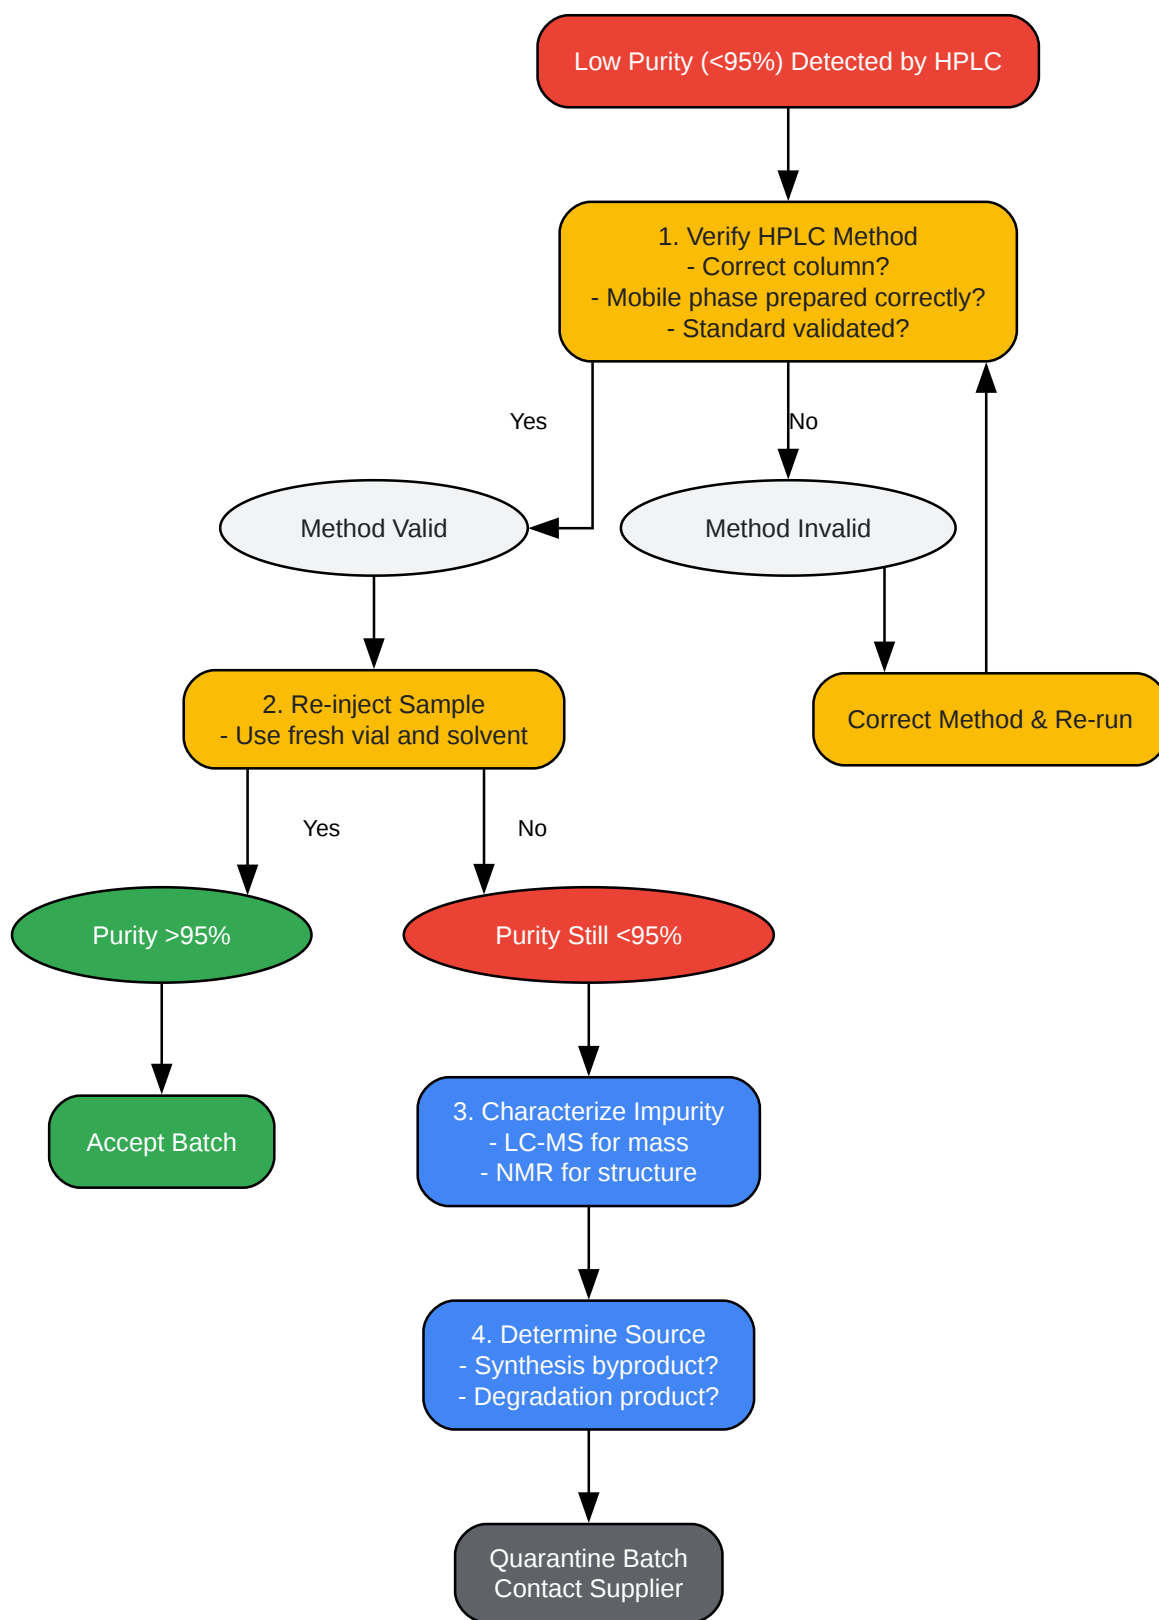 Low Purity (<95%) Detected by HPLC
1. Verify HPLC Method
- Correct column?
- Mobile phase prepared correctly?
- Standard validated?
Yes
No
Method Valid
Method Invalid
2. Re-inject Sample
- Use fresh vial and solvent
Correct Method & Re-run
Yes
No
Purity >95%
Purity Still <95%
Accept Batch
3. Characterize Impurity
- LC-MS for mass
- NMR for structure
4. Determine Source
- Synthesis byproduct?
- Degradation product?
Quarantine Batch
Contact Supplier